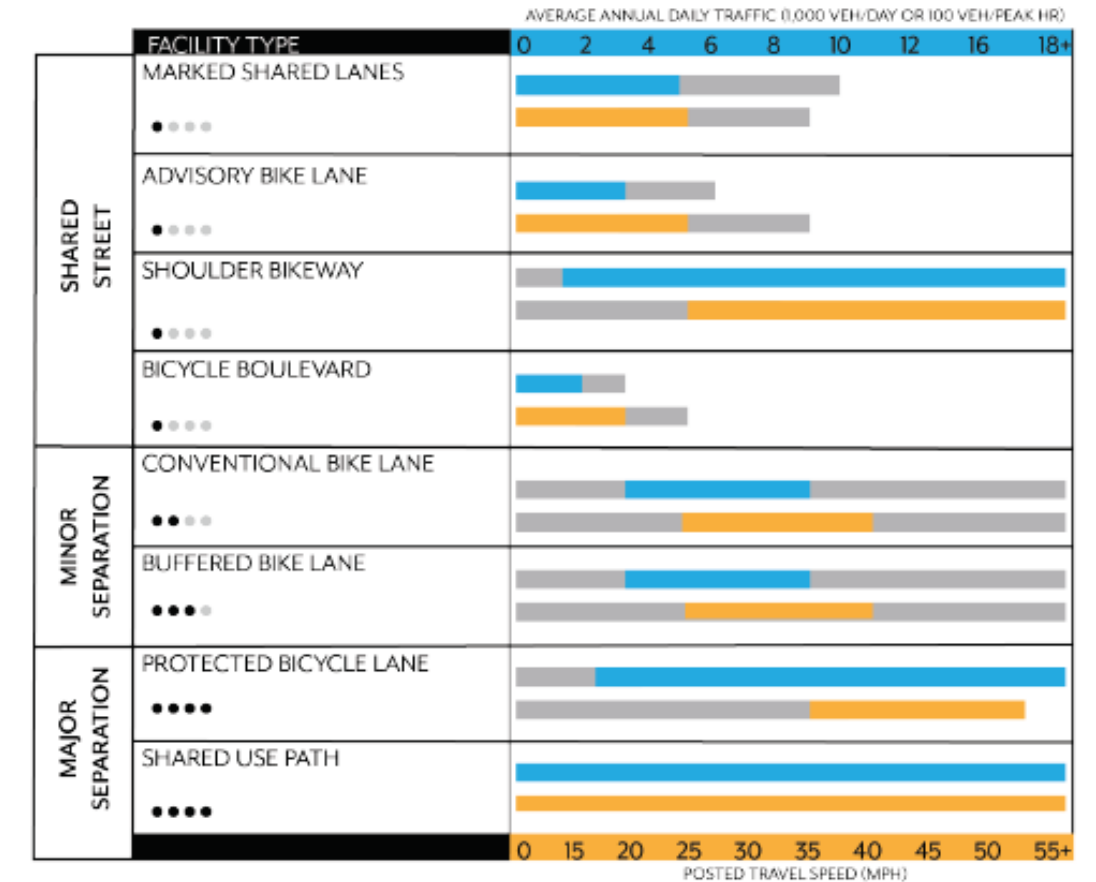 AVERAGE ANNUAL DAILY TRAFFIC (1,000 VEH/DAY OR 100 VEH/PEAK HR)
FACILITY TYPE 0 2 4 6 8 10 12 16 18+
SHARED
STREET
MARKED SHARED LANES
ADVISORY BIKE LANE
SHOULDER BIKEWAY
BICYCLE BOULEVARD
MINOR
SEPARATION
CONVENTIONAL BIKE LANE
BUFFERED BIKE LANE
MAJOR
SEPARATION
PROTECTED BICYCLE LANE
SHARED USE PATH
0 15 20 25 30 35 40 45 50 55+
POSTED TRAVEL SPEED (MPH)